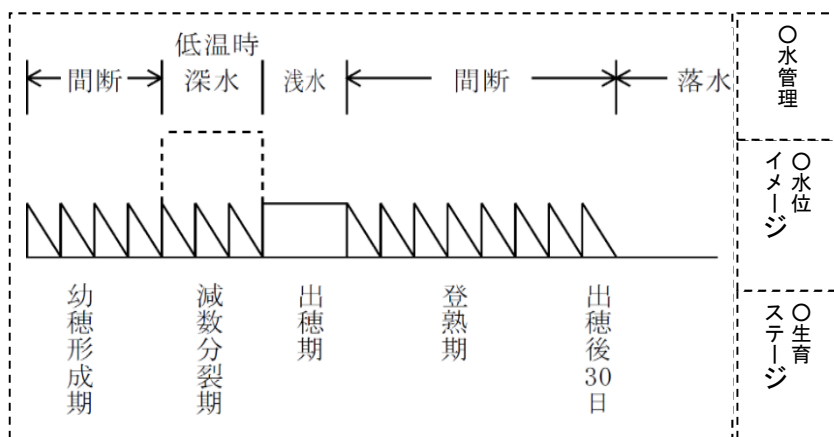 低温時
間断
深水
浅水
間断
落水
幼穂形成期
減数分裂期
出穂期
登熟期
出穂後30日
○水管理
○水位
イメージ
○生育
ステージ